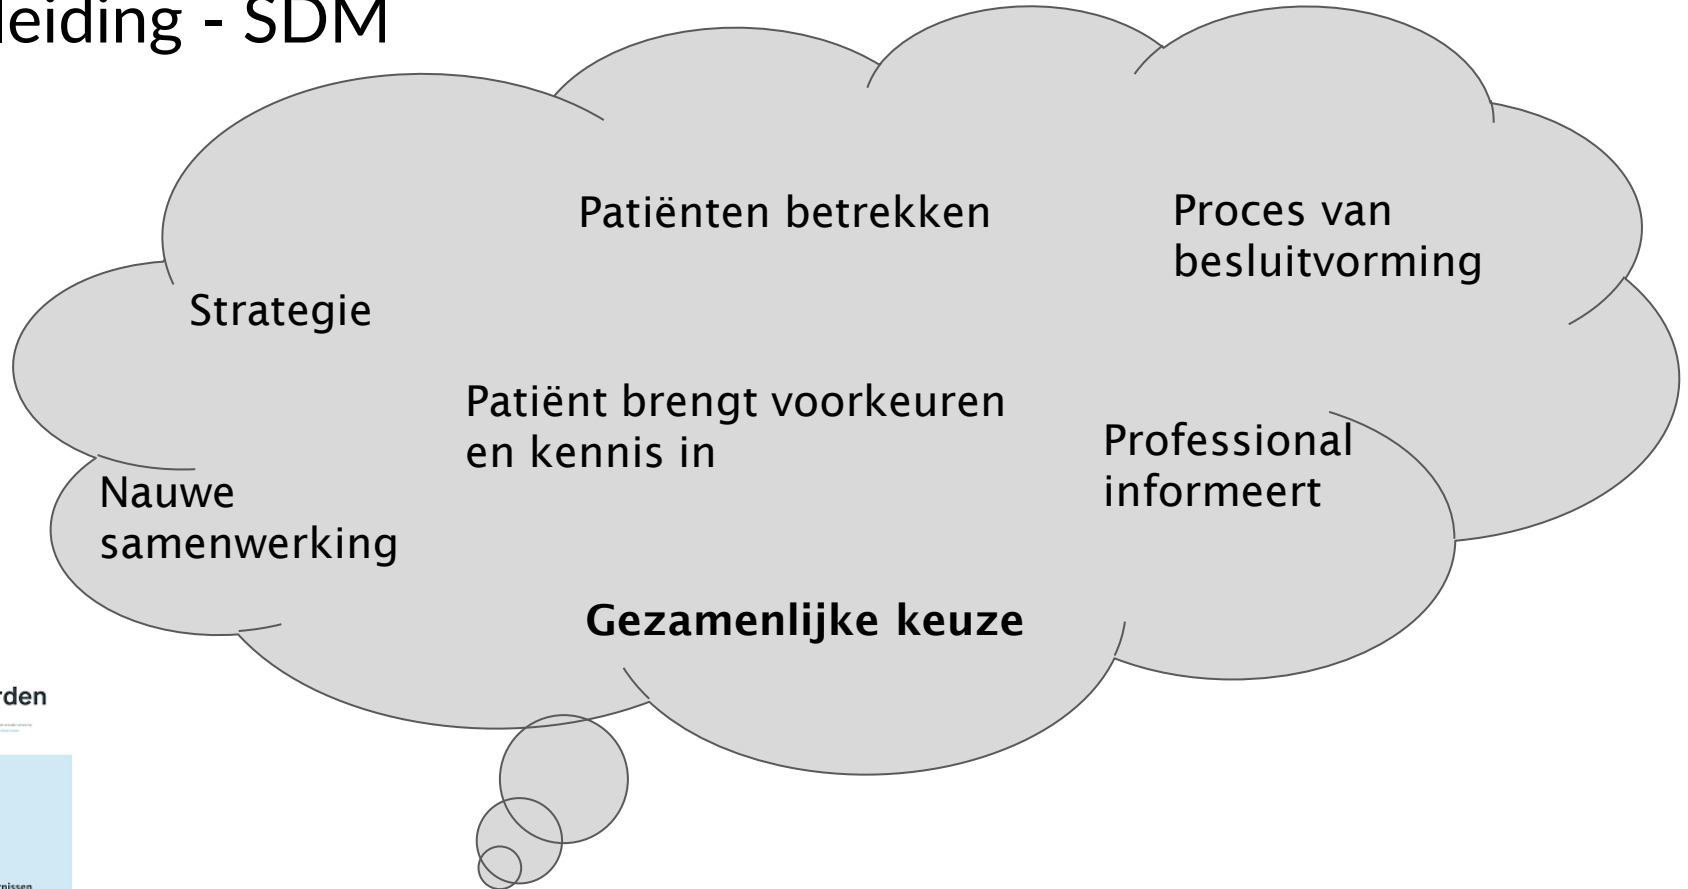 leiding - SDM
Patiënten betrekken
Proces van
besluitvorming
Strategie
Patiënt brengt voorkeuren
en kennis in
Professional
informeert
Nauwe
samenwerking
Gezamenlijke keuze
rden
nissen